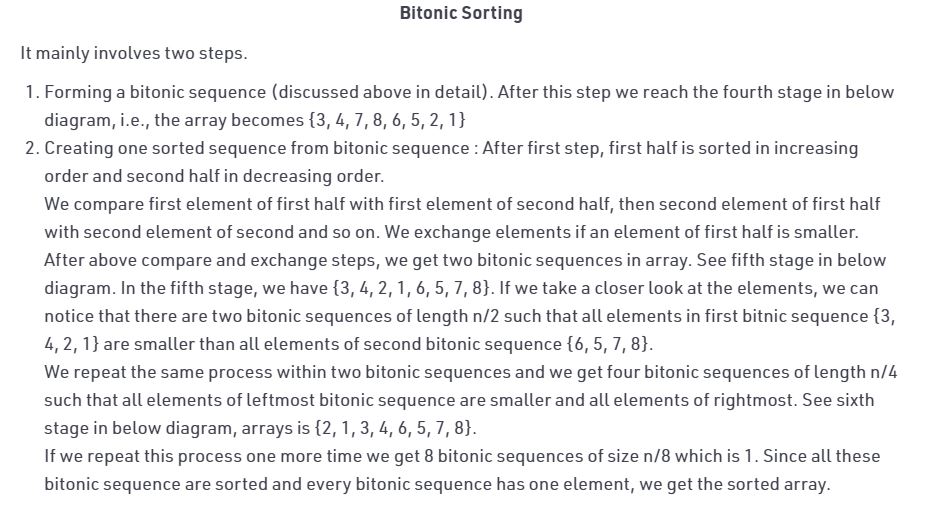 Bitonic Sorting
It mainly involves two steps.
1. Forming a bitonic sequence (discussed above in detail). After this step we reach the fourth stage in below
diagram, i.e., the array becomes {3, 4, 7, 8, 6, 5, 2, 1}
2. Creating one sorted sequence from bitonic sequence : After first step, first half is sorted in increasing
order and second half in decreasing order.
We compare first element of first half with first element of second half, then second element of first half
with second element of second and so on. We exchange elements if an element of first half is smaller.
After above compare and exchange steps, we get two bitonic sequences in array. See fifth stage in below
diagram. In the fifth stage, we have {3, 4, 2, 1, 6, 5, 7, 8}. If we take a closer look at the elements, we can
notice that there are two bitonic sequences of length n/2 such that all elements in first bitnic sequence {3,
4, 2, 1} are smaller than all elements of second bitonic sequence {6, 5, 7, 8}.
We repeat the same process within two bitonic sequences and we get four bitonic sequences of length n/4
such that all elements of leftmost bitonic sequence are smaller and all elements of rightmost. See sixth
stage in below diagram, arrays is {2, 1, 3, 4, 6, 5, 7, 8}.
If we repeat this process one more time we get 8 bitonic sequences of size n/8 which is 1. Since all these
bitonic sequence are sorted and every bitonic sequence has one element, we get the sorted array.